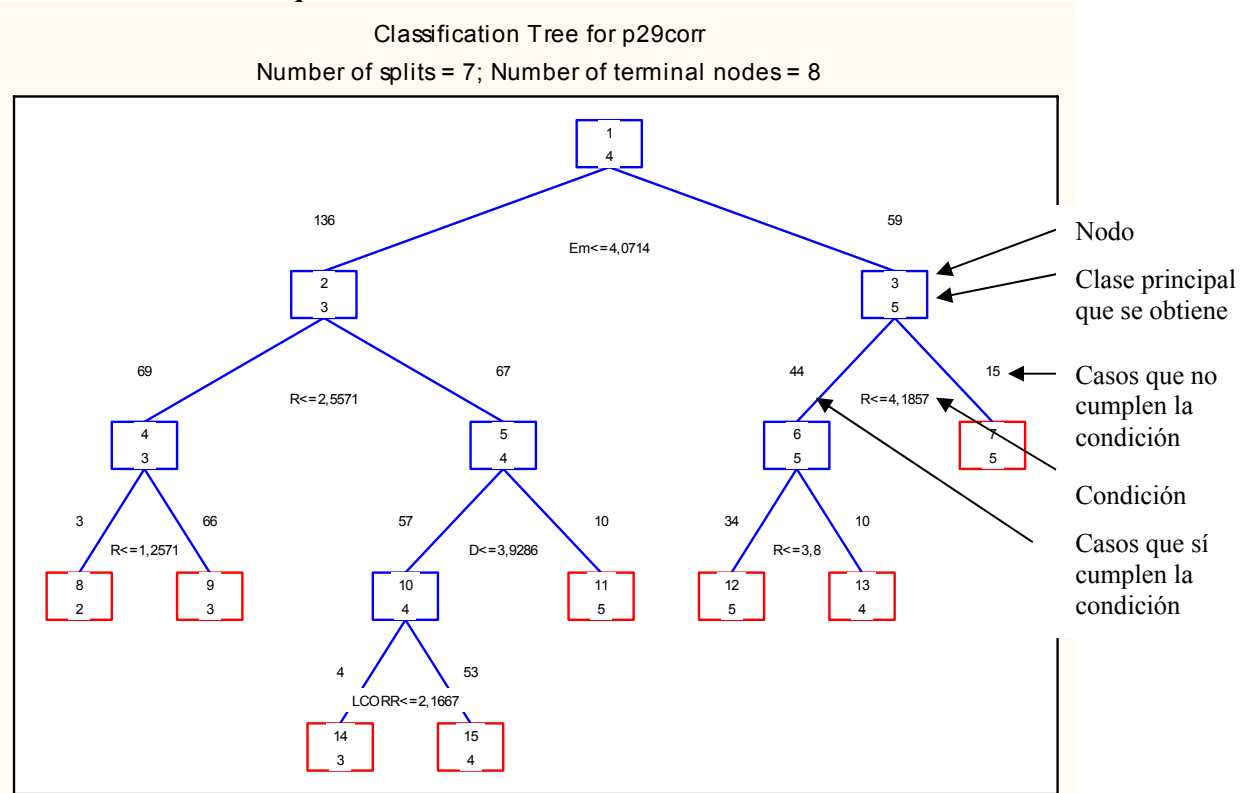 Classification Tree for p29corr
Number of splits = 7; Number of terminal nodes = 8
1
4
136
59
Em<=4,0714
2
3
3
5
69
67
44
15
R<=2,5571
R<=4,1857
4
3
5
4
6
5
7
5
3
66
57
10
34
10
R<=1,2571
D<=3,9286
R<=3,8
8
2
9
3
10
4
11
5
12
5
13
4
4
53
LCORR<=2,1667
14
3
15
4
Nodo
Clase principal
que se obtiene
Casos que no
cumplen la
condición
Condición
Casos que sí
cumplen la
condición